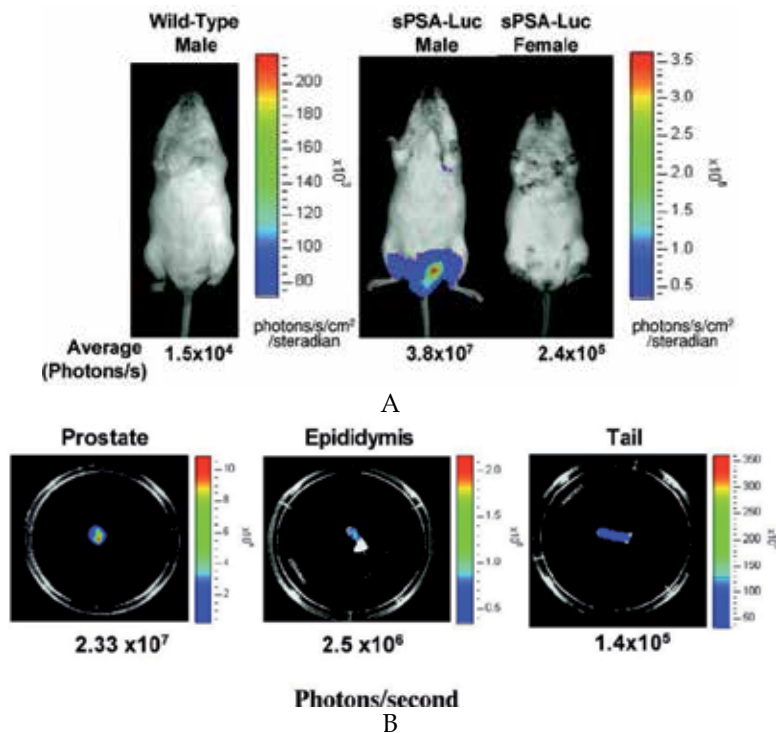 Wild-Type
Male
sPSA-Luc
Male
sPSA-Luc
Female
200
180
160
140
120
100
80
x10³
3.5
3.0
2.5
2.0
1.5
1.0
0.5
photons/s/cm²
/steradian
photons/s/cm²
/steradian
Average
(Photons/s)
1.5x10⁴
3.8x10⁷
2.4x10⁵
A
Prostate
Epididymis
Tail
10
8
6
4
2
2.0
1.5
1.0
0.5
350
300
250
200
150
100
50
2.33 x10⁷
2.5 x10⁶
1.4x10⁵
Photons/second
B